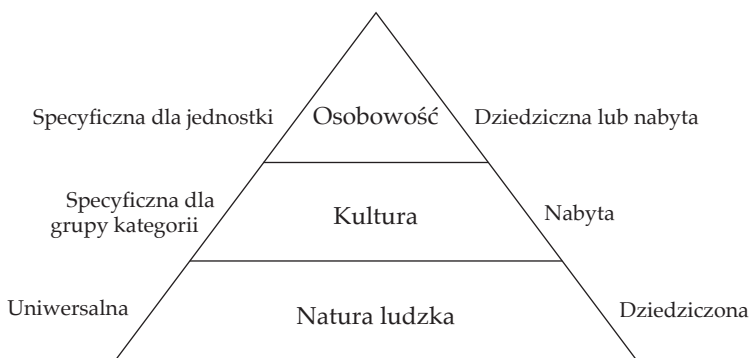 Specyficzna dla jednostki
Osobowość
Dziedziczna lub nabyta
Specyficzna dla
grupy kategorii
Kultura
Nabyta
Uniwersalna
Natura ludzka
Dziedziczona